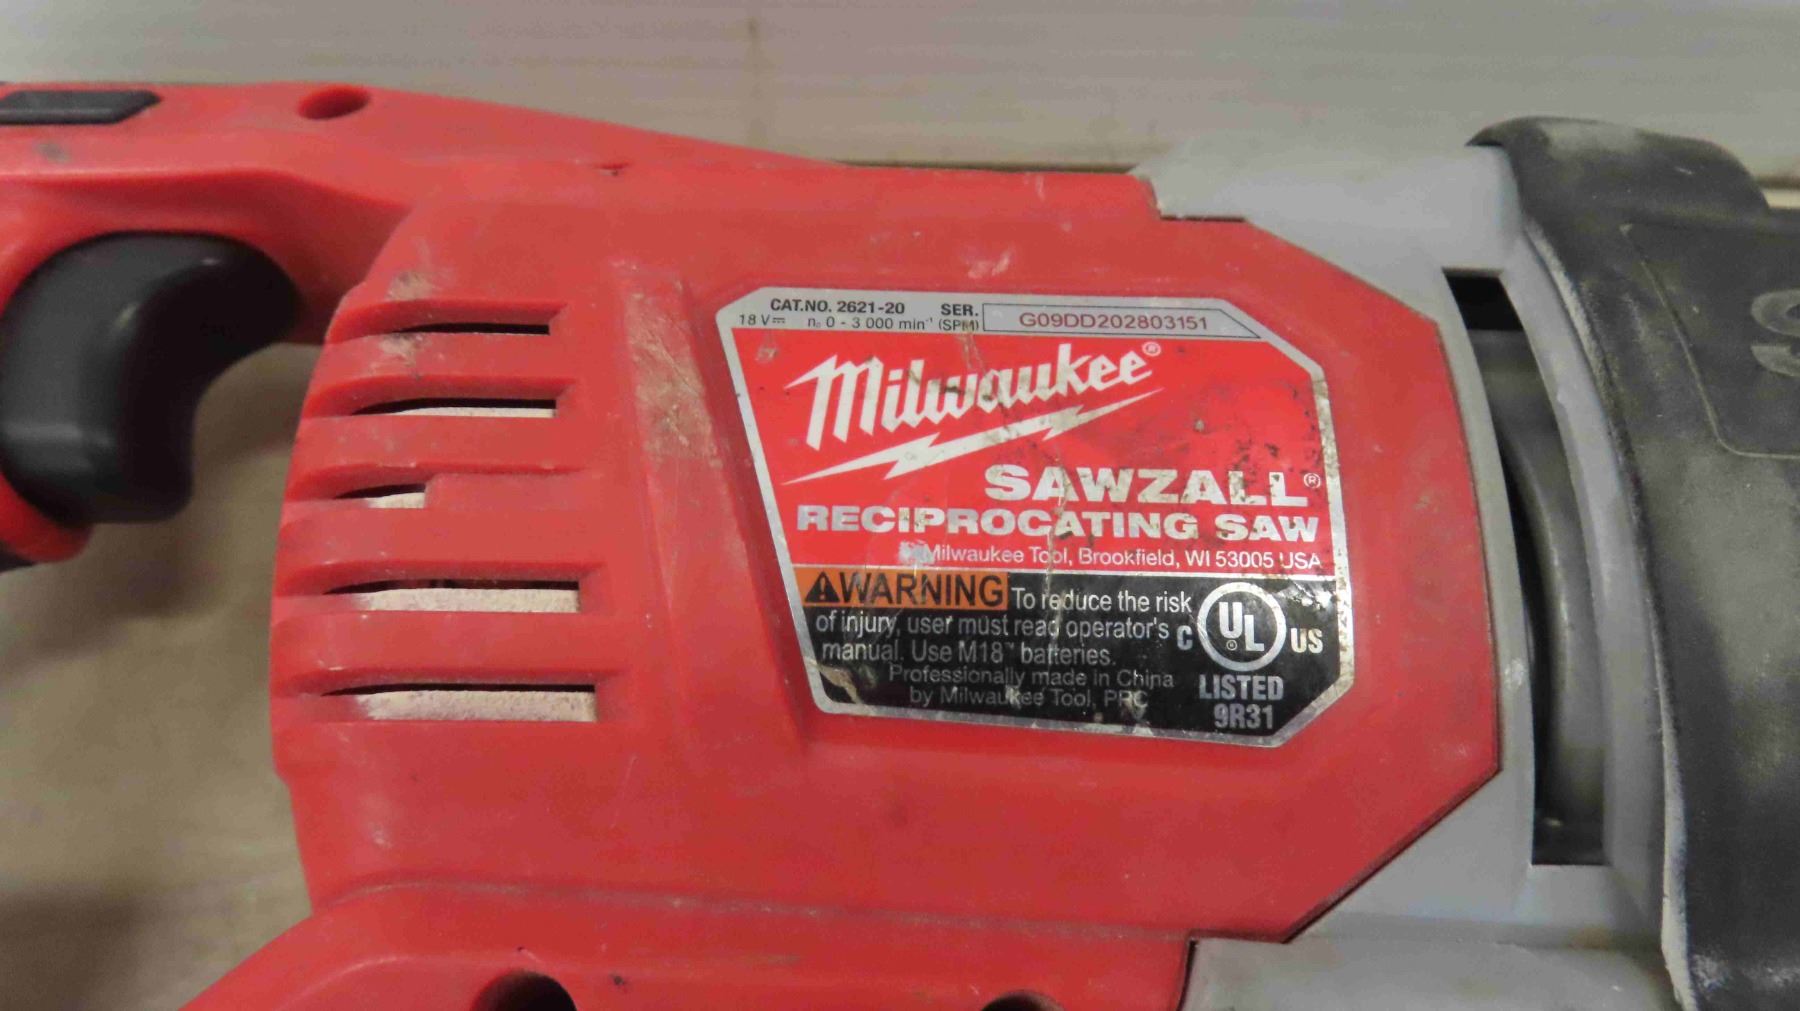 CAT.NO. 2621-20 SER.
18 V⎓ n₀ 0 - 3 000 min⁻¹ (SPM) G09DD202803151
Milwaukee®
SAWZALL®
RECIPROCATING SAW
Milwaukee Tool, Brookfield, WI 53005 USA
⚠WARNING To reduce the risk
of injury, user must read operator's
manual. Use M18™ batteries.
Professionally made in China
by Milwaukee Tool, PRC
C UL® US
LISTED
9R31
S